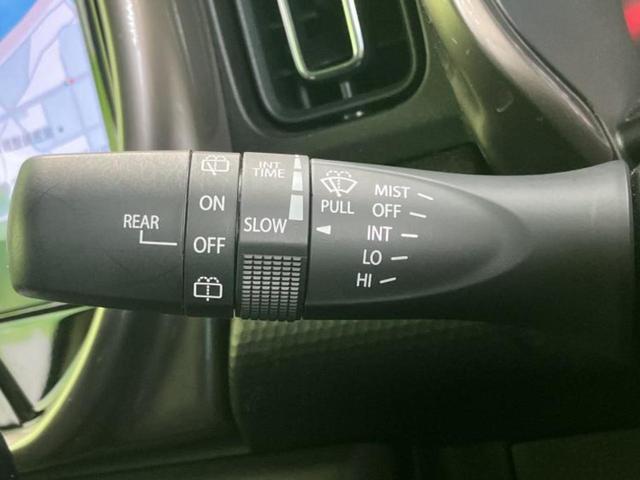 REAR
ON
OFF
INT
TIME
SLOW
PULL
MIST
OFF
INT
LO
HI